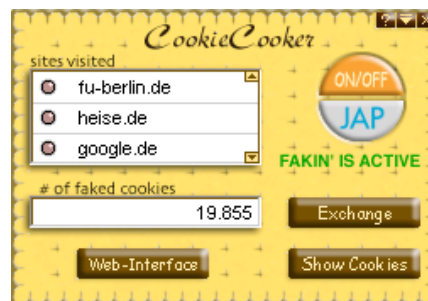 ? x
CookieCooker
sites visited
fu-berlin.de
heise.de
google.de
ON/OFF
JAP
FAKIN' IS ACTIVE
# of faked cookies
19.855
Exchange
Web-Interface
Show Cookies